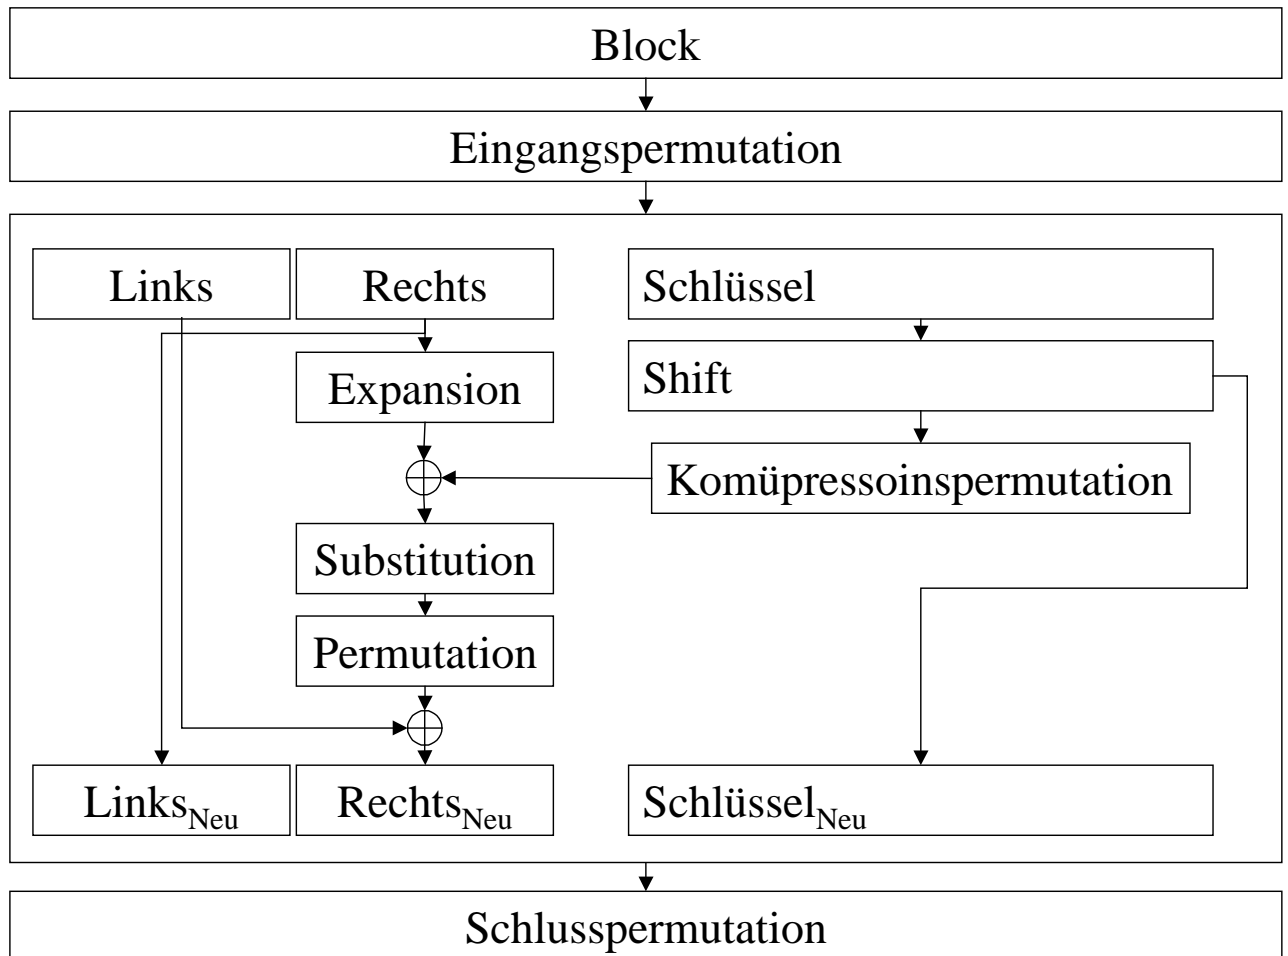 Block
Eingangspermutation
Links Rechts Schlüssel
Expansion Shift
Komüpressoinspermutation
Substitution
Permutation
LinksNeu RechtsNeu SchlüsselNeu
Schlusspermutation